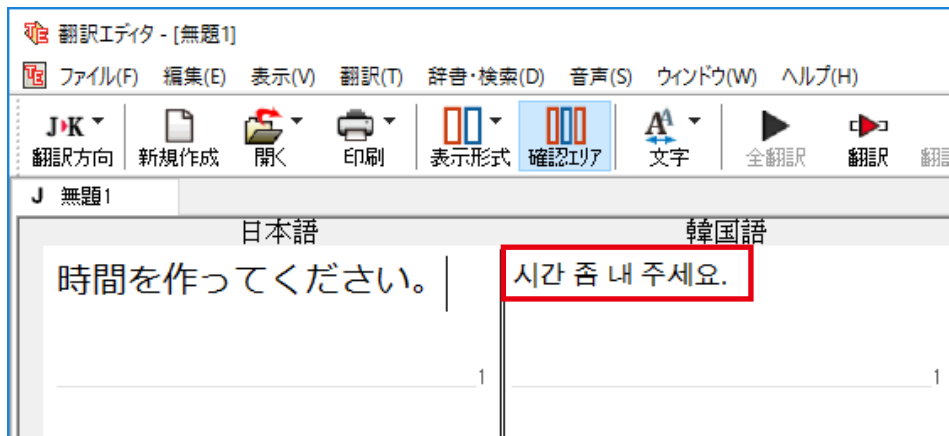 翻訳エディタ - [無題1]
ファイル(F) 編集(E) 表示(V) 翻訳(T) 辞書・検索(D) 音声(S) ウィンドウ(W) ヘルプ(H)
J▸K
翻訳方向 新規作成 開く 印刷 表示形式 確認エリア 文字 全翻訳 翻訳 翻訳
J 無題1
日本語 韓国語
時間を作ってください。 시간 좀 내 주세요.
1 1